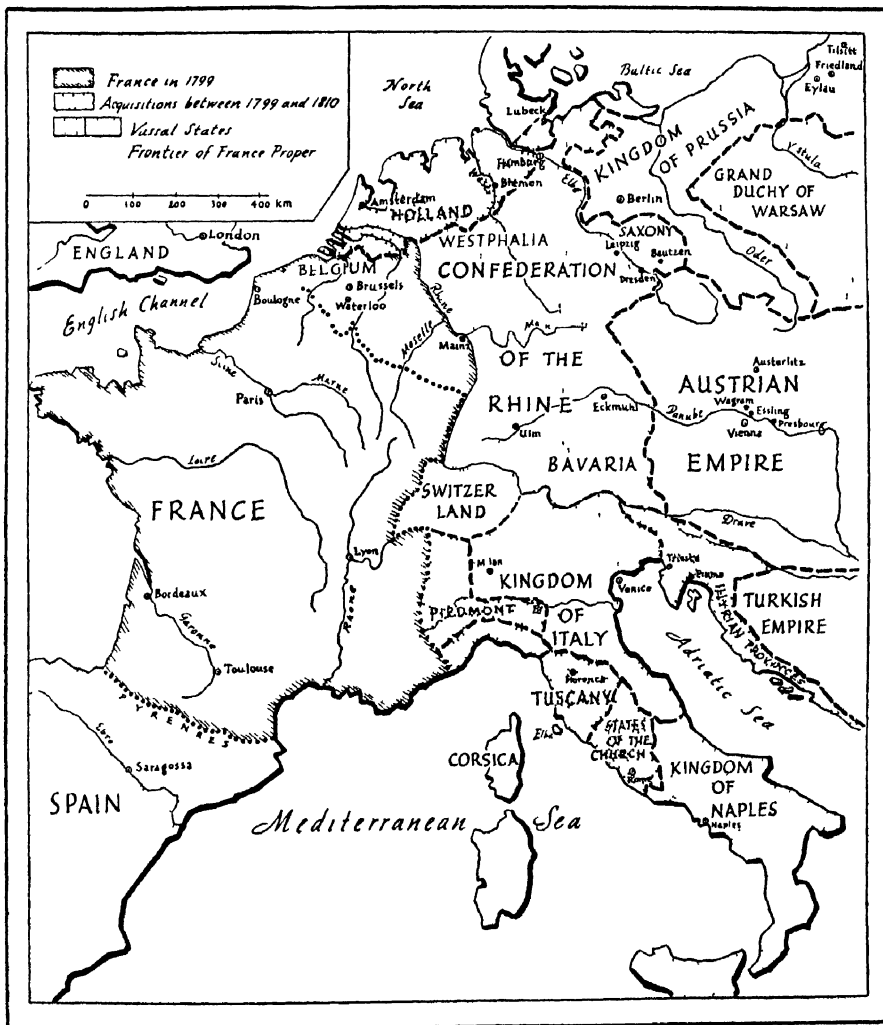 France in 1799
Acquisitions between 1799 and 1810
Vassal States
Frontier of France Proper
0 100 200 300 400 km
North
Sea
Baltic Sea
Tilsitt
Friedland
Eylau
Lubeck
Hamburg
Bremen
Elbe
KINGDOM
OF PRUSSIA
Vistula
GRAND
DUCHY OF
WARSAW
Berlin
Amsterdam
HOLLAND
London
ENGLAND
WESTPHALIA
SAXONY
Leipzig
Bautzen
Dresden
Oder
BELGIUM
CONFEDERATION
Brussels
Boulogne
Waterloo
English Channel
Rhine
Moselle
Mainz
Main
OF THE
Seine
Marne
Paris
RHINE
Eckmuhl
Ulm
Danube
Austerlitz
AUSTRIAN
Wagram
Essling
Vienna
Presbourg
Loire
BAVARIA
EMPIRE
FRANCE
SWITZER
LAND
Drave
Lyon
Milan
KINGDOM
Trieste
Fiume
Venice
Bordeaux
Rhone
PIEDMONT
OF
ITALY
ILLYRIAN PROVINCES
TURKISH
EMPIRE
Garonne
Toulouse
Adriatic Sea
PYRENEES
Florence
TUSCANY
Elba
STATES
OF THE
CHURCH
Rome
Ebro
Saragossa
CORSICA
KINGDOM
OF
NAPLES
Naples
SPAIN
Mediterranean Sea